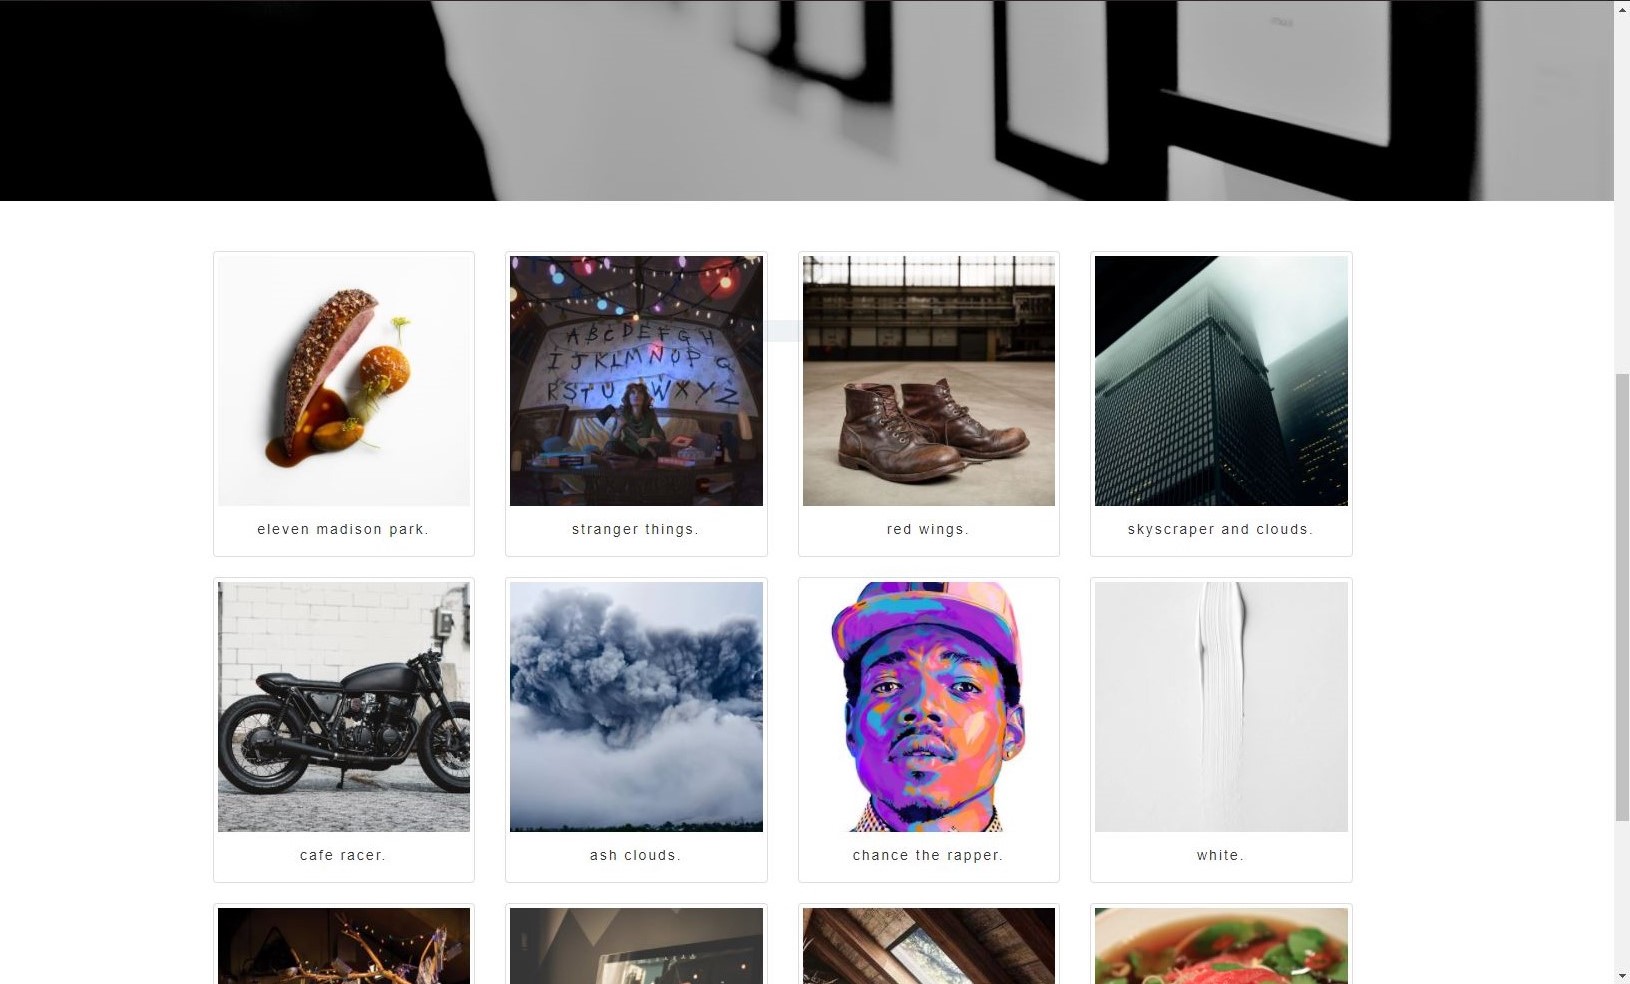 A B C D E F G H
I J K L M N O P Q
R S T U W X Y Z
eleven madison park.
stranger things.
red wings.
skyscraper and clouds.
cafe racer.
ash clouds.
chance the rapper.
white.